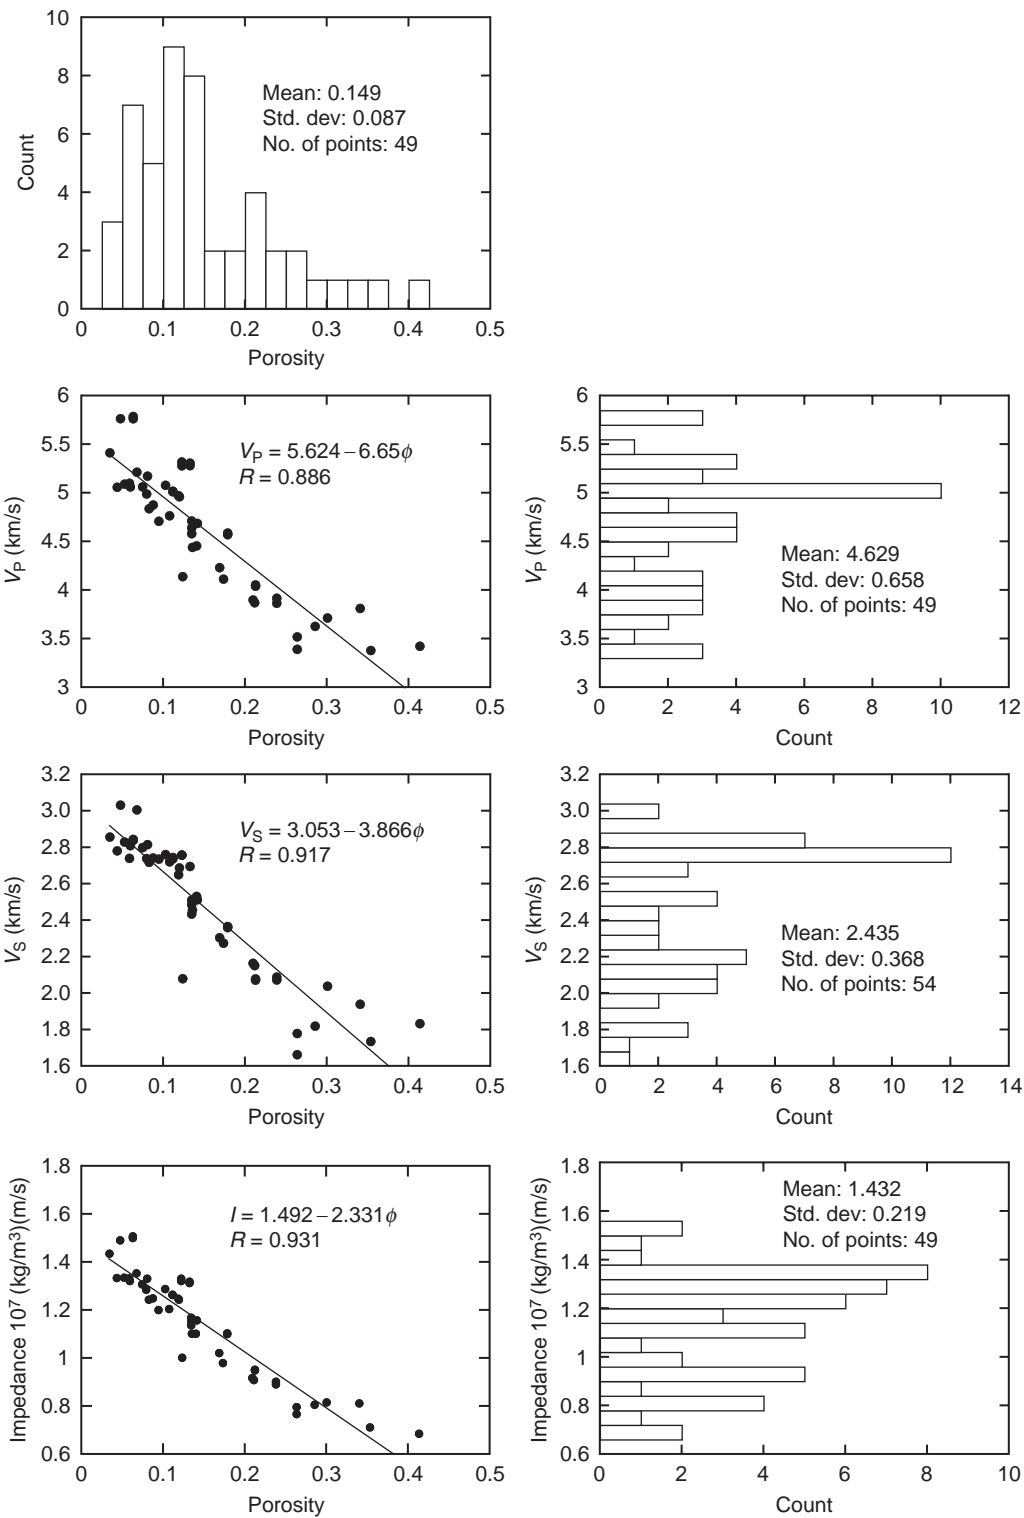 10
8
6
4
2
0
Count
Mean: 0.149
Std. dev: 0.087
No. of points: 49
0 0.1 0.2 0.3 0.4 0.5
Porosity
6
5.5
5
4.5
4
3.5
3
VP (km/s)
VP = 5.624 – 6.65ϕ
R = 0.886
0 0.1 0.2 0.3 0.4 0.5
Porosity
6
5.5
5
4.5
4
3.5
3
VP (km/s)
Mean: 4.629
Std. dev: 0.658
No. of points: 49
0 2 4 6 8 10 12
Count
3.2
3.0
2.8
2.6
2.4
2.2
2.0
1.8
1.6
VS (km/s)
VS = 3.053 – 3.866ϕ
R = 0.917
0 0.1 0.2 0.3 0.4 0.5
Porosity
3.2
3.0
2.8
2.6
2.4
2.2
2.0
1.8
1.6
VS (km/s)
Mean: 2.435
Std. dev: 0.368
No. of points: 54
0 2 4 6 8 10 12 14
Count
1.8
1.6
1.4
1.2
1
0.8
0.6
Impedance 10⁷ (kg/m³)(m/s)
I = 1.492 – 2.331ϕ
R = 0.931
0 0.1 0.2 0.3 0.4 0.5
Porosity
1.8
1.6
1.4
1.2
1
0.8
0.6
Impedance 10⁷ (kg/m³)(m/s)
Mean: 1.432
Std. dev: 0.219
No. of points: 49
0 2 4 6 8 10
Count